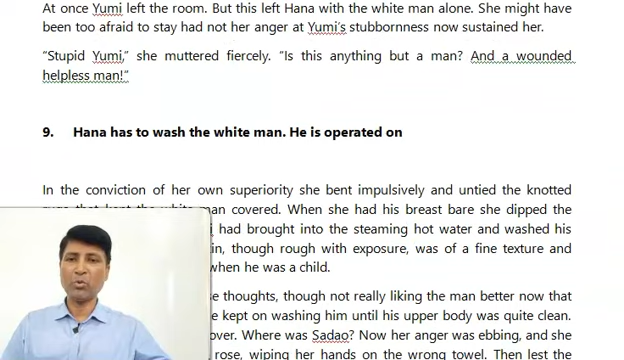 At once Yumi left the room. But this left Hana with the white man alone. She might have
been too afraid to stay had not her anger at Yumi's stubbornness now sustained her.
“Stupid Yumi,” she muttered fiercely. “Is this anything but a man? And a wounded
helpless man!”
9. Hana has to wash the white man. He is operated on
In the conviction of her own superiority she bent impulsively and untied the knotted
man covered. When she had his breast bare she dipped the
had brought into the steaming hot water and washed his
though rough with exposure, was of a fine texture and
when he was a child.
thoughts, though not really liking the man better now that
kept on washing him until his upper body was quite clean.
over. Where was Sadao? Now her anger was ebbing, and she
rose, wiping her hands on the wrong towel. Then lest the